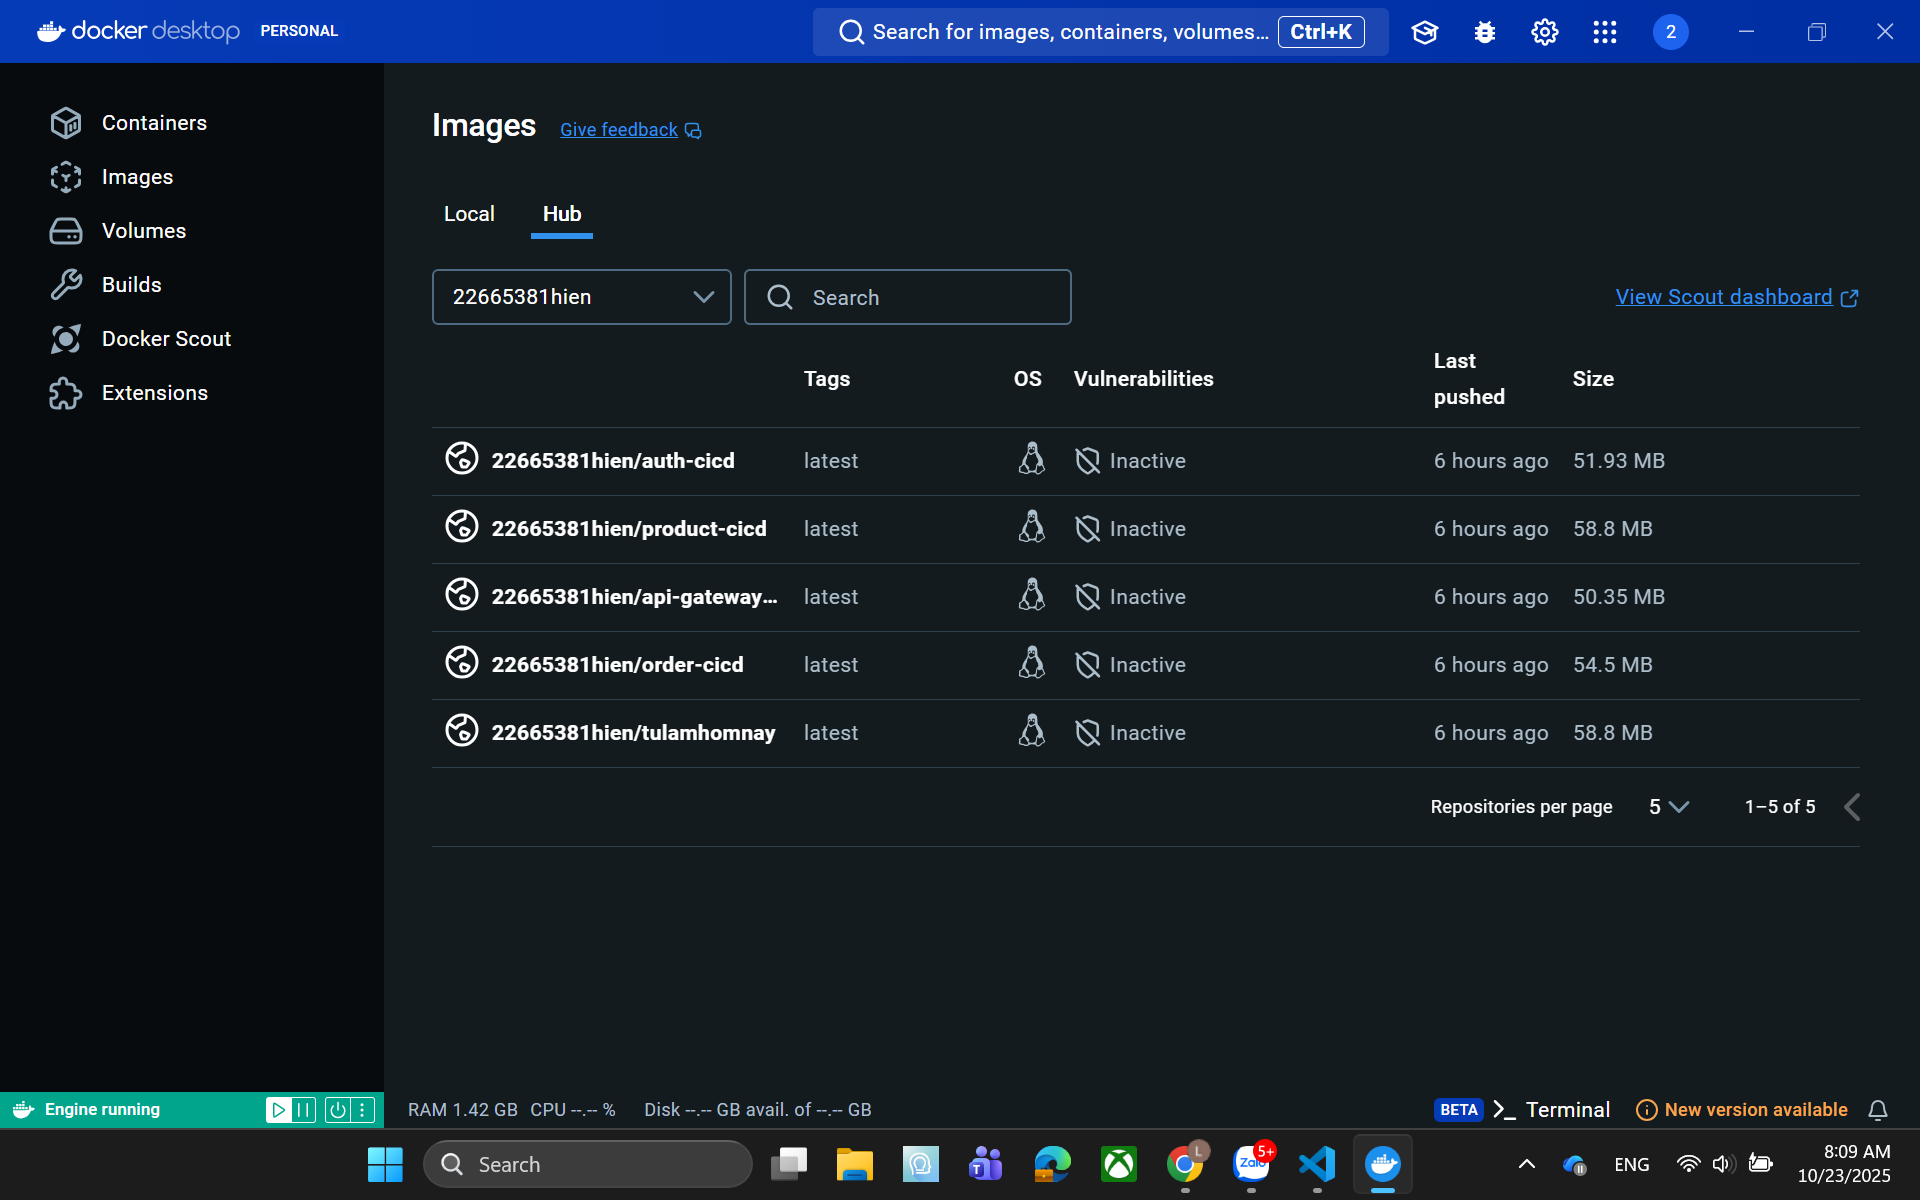 docker desktop PERSONAL
Search for images, containers, volumes... Ctrl+K
2
Containers
Images
Volumes
Builds
Docker Scout
Extensions
Images Give feedback
Local Hub
22665381hien
Search
View Scout dashboard
Tags OS Vulnerabilities Last pushed Size
22665381hien/auth-cicd latest Inactive 6 hours ago 51.93 MB
22665381hien/product-cicd latest Inactive 6 hours ago 58.8 MB
22665381hien/api-gateway... latest Inactive 6 hours ago 50.35 MB
22665381hien/order-cicd latest Inactive 6 hours ago 54.5 MB
22665381hien/tulamhomnay latest Inactive 6 hours ago 58.8 MB
Repositories per page 5 1–5 of 5
Engine running
RAM 1.42 GB CPU --.-- % Disk --.-- GB avail. of --.-- GB
BETA Terminal New version available
Search
T
L
Zalo 5+
ENG
8:09 AM
10/23/2025